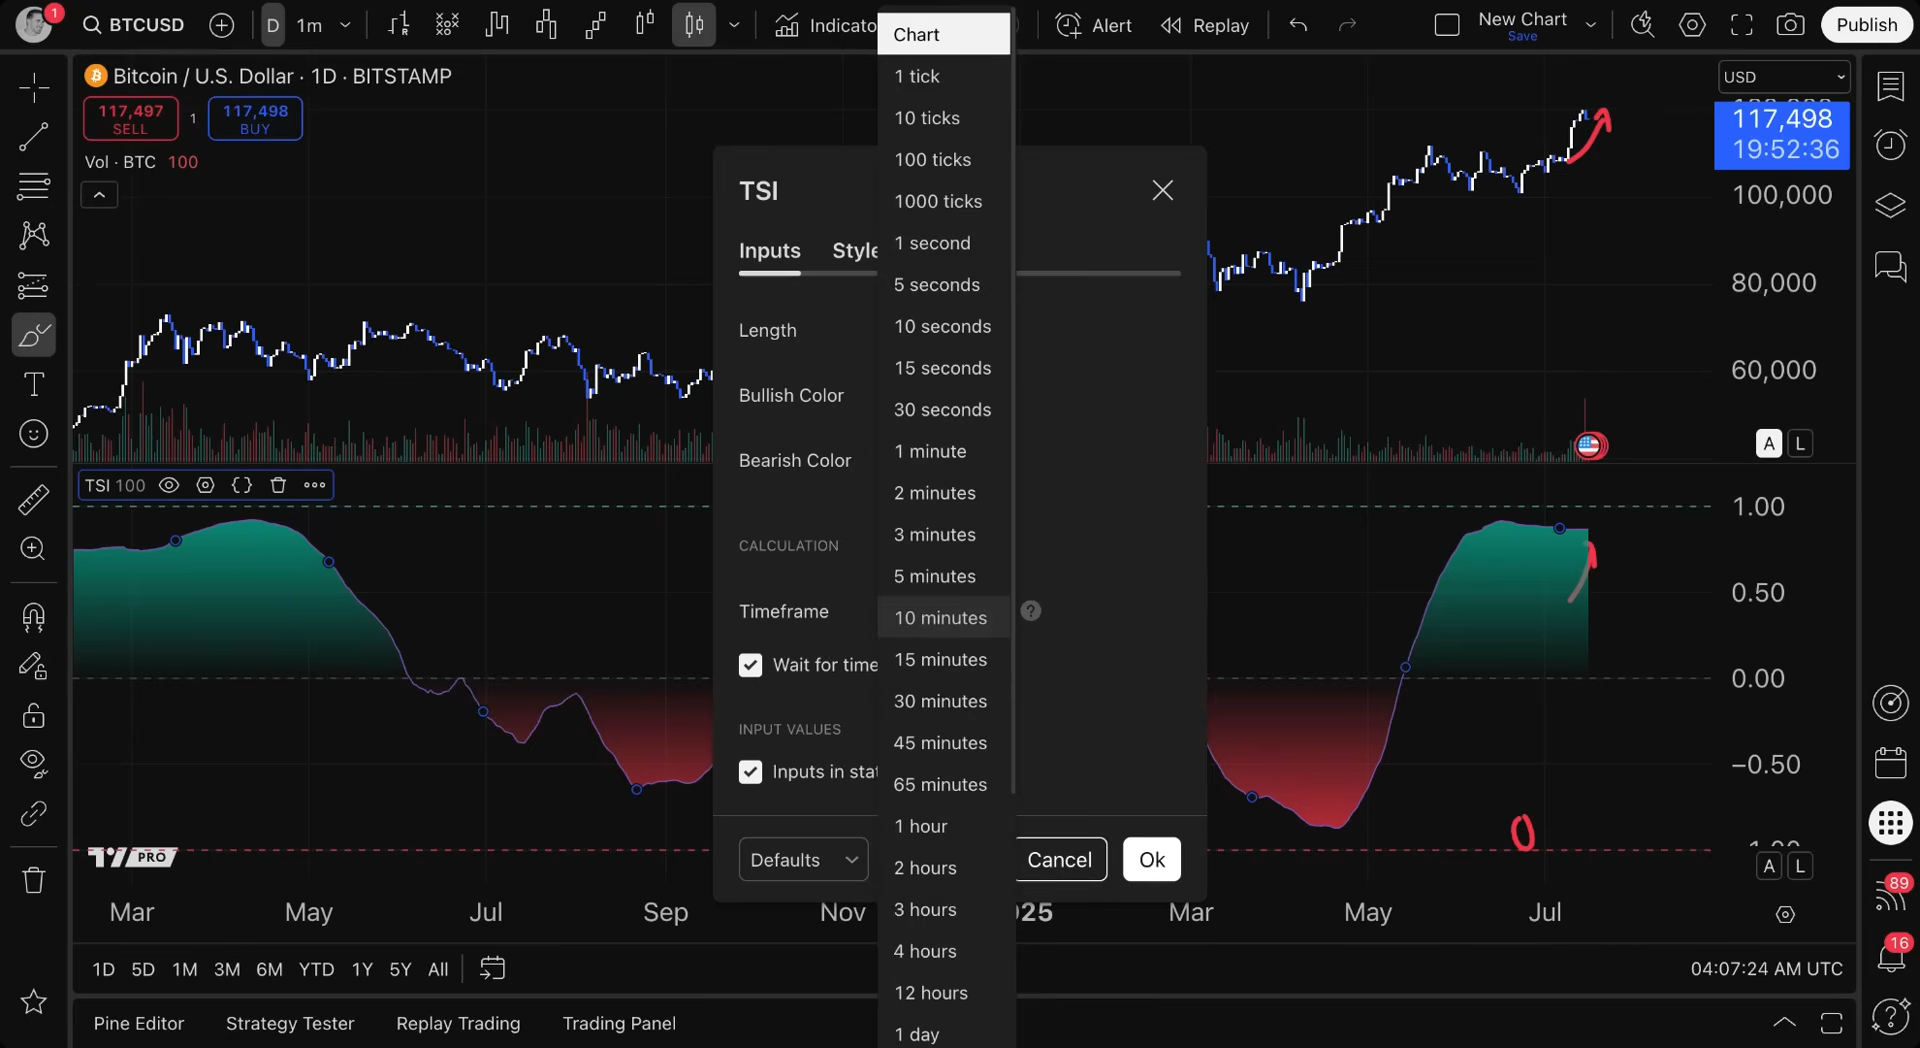 1
BTCUSD
D
1m
Indicato
Alert
Replay
New Chart
Save
Publish
Bitcoin / U.S. Dollar · 1D · BITSTAMP
117,497
SELL
1
117,498
BUY
Vol · BTC 100
USD
117,498
19:52:36
100,000
80,000
60,000
A L
TSI 100
1.00
0.50
0.00
−0.50
A L
TSI
Inputs
Style
Length
Bullish Color
Bearish Color
CALCULATION
Timeframe
?
Wait for time
INPUT VALUES
Inputs in stat
Defaults
Cancel
Ok
Chart
1 tick
10 ticks
100 ticks
1000 ticks
1 second
5 seconds
10 seconds
15 seconds
30 seconds
1 minute
2 minutes
3 minutes
5 minutes
10 minutes
15 minutes
30 minutes
45 minutes
65 minutes
1 hour
2 hours
3 hours
4 hours
12 hours
1 day
PRO
Mar
May
Jul
Sep
Nov
025
Mar
May
Jul
89
16
1D 5D 1M 3M 6M YTD 1Y 5Y All
04:07:24 AM UTC
Pine Editor
Strategy Tester
Replay Trading
Trading Panel